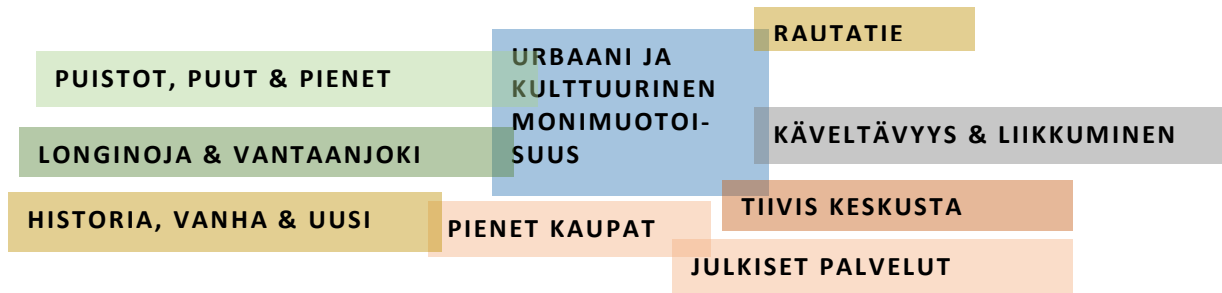 RAUTATIE
URBAANI JA
KULTTUURINEN
MONIMUOTOI-
SUUS
PUISTOT, PUUT & PIENET
LONGINOJA & VANTAANJOKI
KÄVELTÄVYYS & LIIKKUMINEN
HISTORIA, VANHA & UUSI
PIENET KAUPAT
TIIVIS KESKUSTA
JULKISET PALVELUT